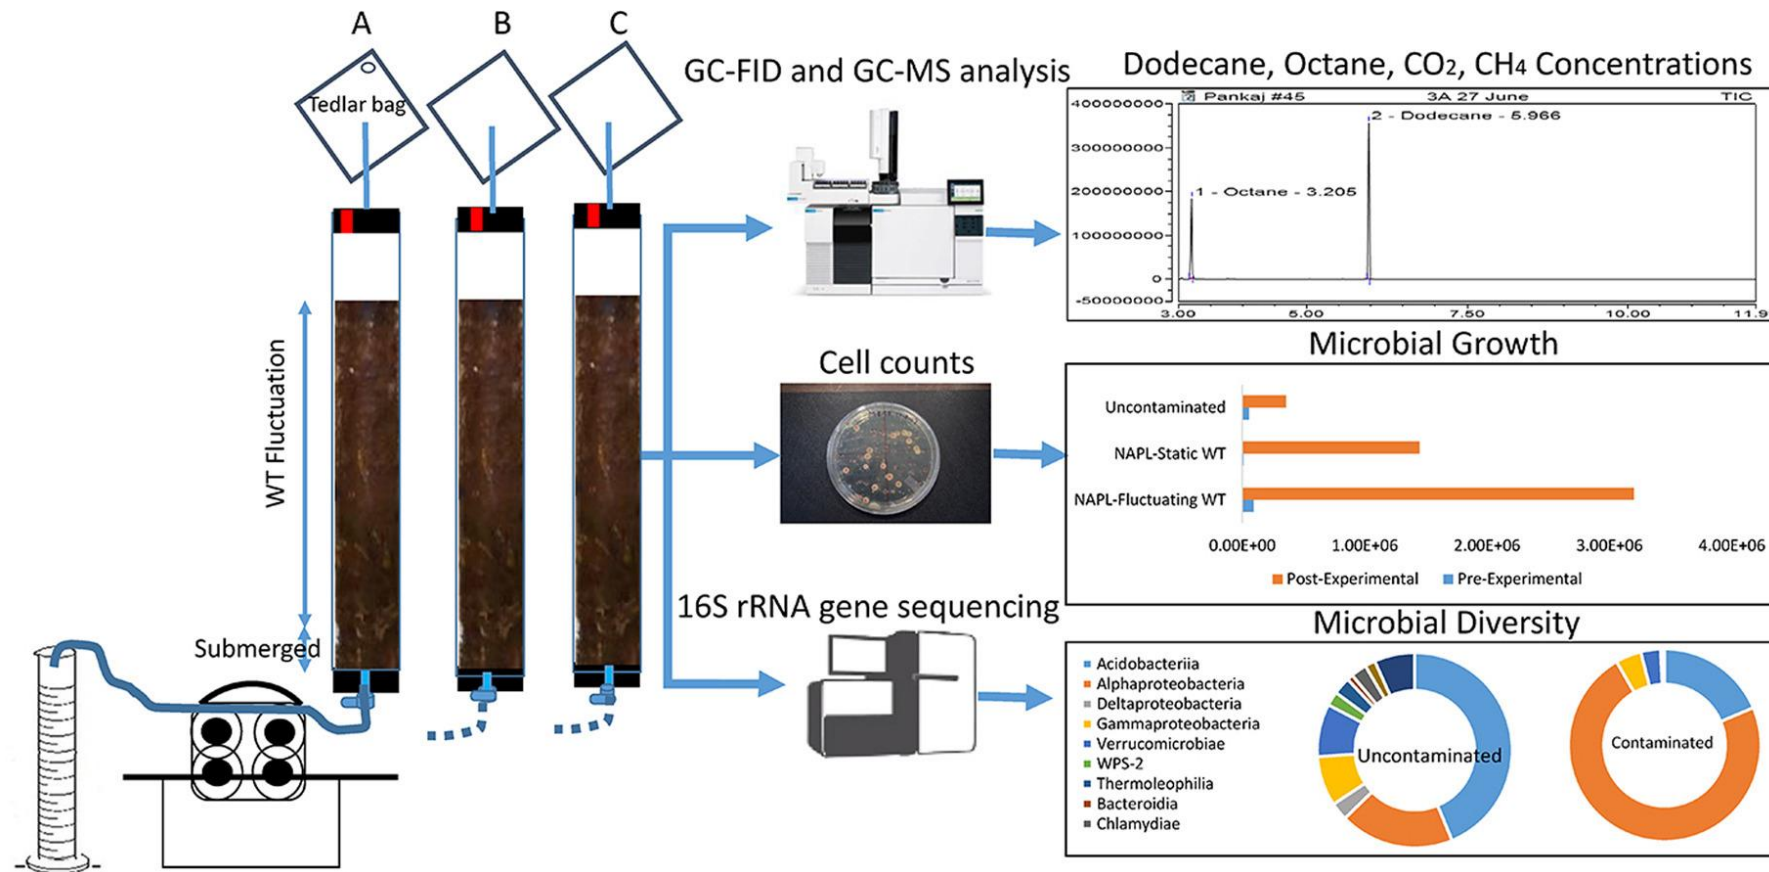 A
B
C
Tedlar bag
WT Fluctuation
Submerged
GC-FID and GC-MS analysis
Cell counts
16S rRNA gene sequencing
Dodecane, Octane, CO₂, CH₄ Concentrations
Pankaj #45 3A 27 June TIC
400000000
300000000
200000000
100000000
0
-50000000
2 - Dodecane - 5.966
1 - Octane - 3.205
3.00 5.00 7.50 10.00 11.9
Microbial Growth
Uncontaminated
NAPL-Static WT
NAPL-Fluctuating WT
0.00E+00 1.00E+06 2.00E+06 3.00E+06 4.00E+06
Post-Experimental Pre-Experimental
Microbial Diversity
Acidobacteriia
Alphaproteobacteria
Deltaproteobacteria
Gammaproteobacteria
Verrucomicrobiae
WPS-2
Thermoleophilia
Bacteroidia
Chlamydiae
Uncontaminated
Contaminated